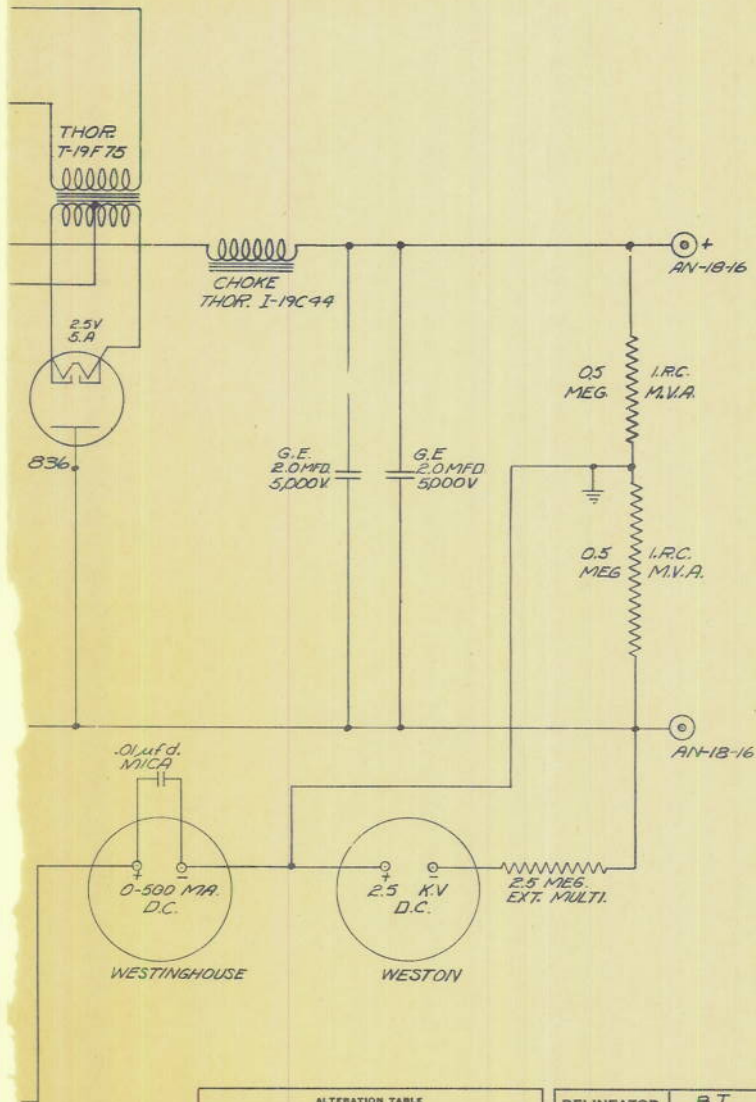 THOR.
T-19F75
CHOKE
THOR. I-19C44
+
AN-18-16
2.5V
5.A
836.
0.5
MEG.
I.R.C.
M.V.A.
G.E.
2.0 MFD.
5,000V.
G.E
2.0 MFD.
5,000V
0.5
MEG
I.R.C.
M.V.A.
AN-18-16
.01 µfd.
MICA
+ -
0-500 MA.
D.C.
WESTINGHOUSE
+ -
2.5 K.V
D.C.
WESTON
2.5 MEG.
EXT. MULTI.
ALTERATION TABLE
DELINEATOR
B.T.